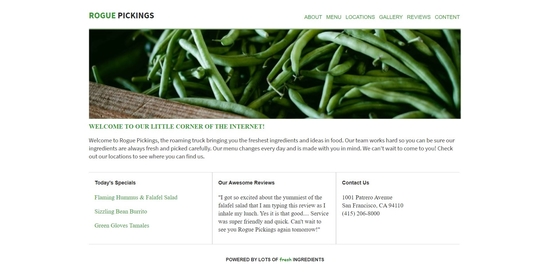 ROGUE PICKINGS
ABOUT MENU LOCATIONS GALLERY REVIEWS CONTENT
WELCOME TO OUR LITTLE CORNER OF THE INTERNET!
Welcome to Rogue Pickings, the roaming truck bringing you the freshest ingredients and ideas in food. Our team works hard so you can be sure our
ingredients are always fresh and picked carefully. Our menu changes every day and is made with you in mind. We can't wait to come to you! Check
out our locations to see where you can find us.
Today's Specials
Flaming Hummus & Falafel Salad
Sizzling Bean Burrito
Green Gloves Tamales
Our Awesome Reviews
"I got so excited about the yummiest of the
falafel salad that I am typing this review as I
inhale my lunch. Yes it is that good.... Service
was super friendly and quick. Can't wait to
see you Rogue Pickings again tomorrow!"
Contact Us
1001 Potrero Avenue
San Francisco, CA 94110
(415) 206-8000
POWERED BY LOTS OF Fresh INGREDIENTS